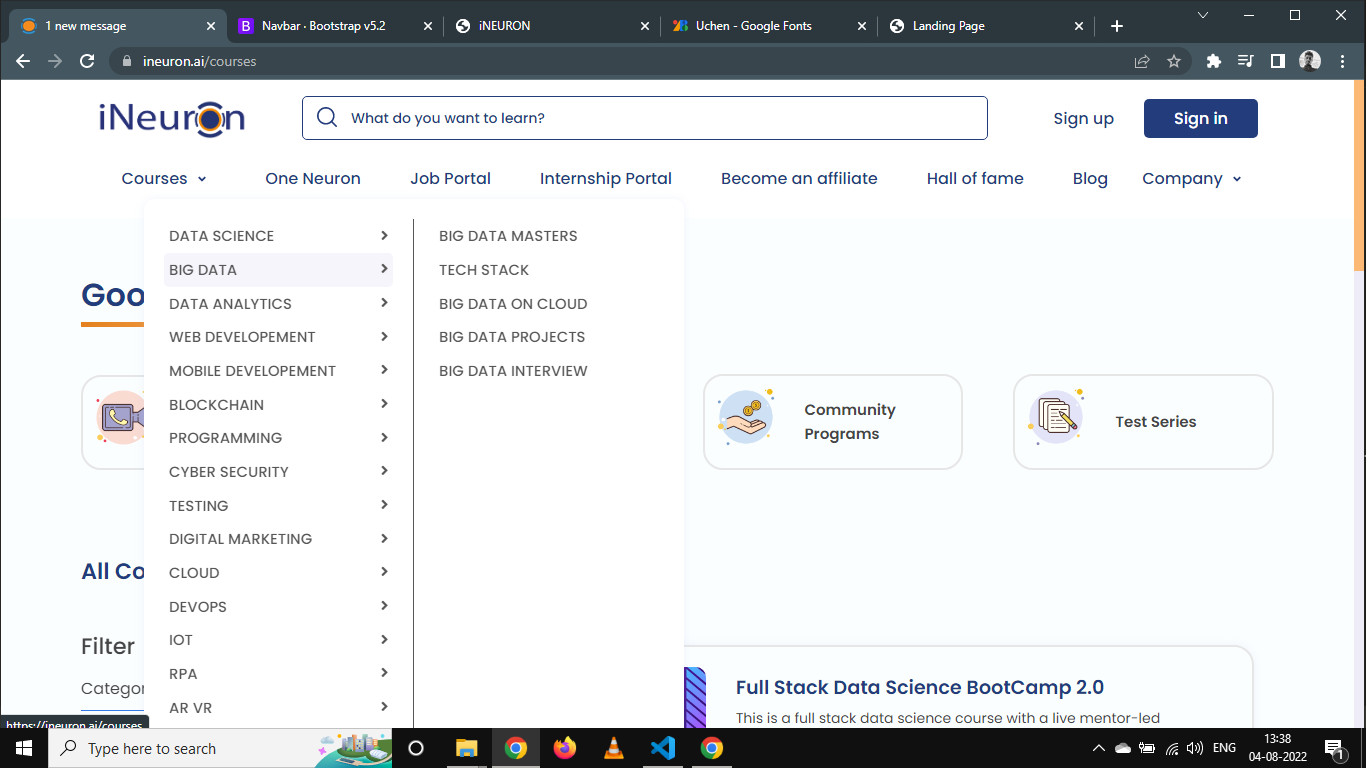 1 new message
Navbar · Bootstrap v5.2
iNEURON
Uchen - Google Fonts
Landing Page
ineuron.ai/courses
iNeuron
What do you want to learn?
Sign up
Sign in
Courses
One Neuron
Job Portal
Internship Portal
Become an affiliate
Hall of fame
Blog
Company
DATA SCIENCE
BIG DATA
DATA ANALYTICS
WEB DEVELOPEMENT
MOBILE DEVELOPEMENT
BLOCKCHAIN
PROGRAMMING
CYBER SECURITY
TESTING
DIGITAL MARKETING
CLOUD
DEVOPS
IOT
RPA
AR VR
BIG DATA MASTERS
TECH STACK
BIG DATA ON CLOUD
BIG DATA PROJECTS
BIG DATA INTERVIEW
Goo
Community
Programs
Test Series
All Co
Filter
Categor
Full Stack Data Science BootCamp 2.0
This is a full stack data science course with a live mentor-led
https://ineuron.ai/courses
Type here to search
ENG
13:38
04-08-2022
1